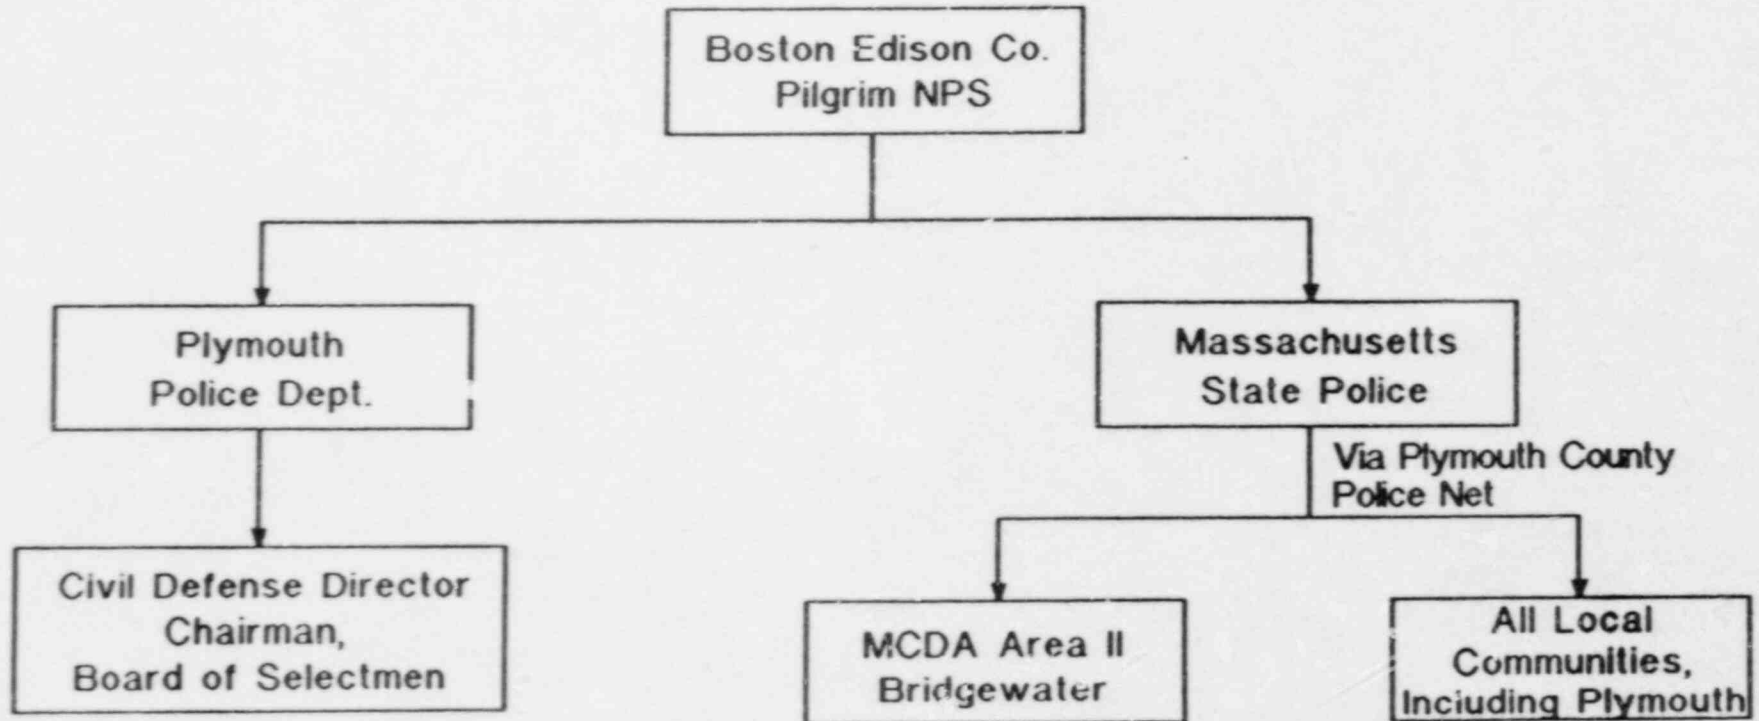 Boston Edison Co.
Pilgrim NPS
Plymouth
Police Dept.
Massachusetts
State Police
Via Plymouth County
Police Net
Civil Defense Director
Chairman,
Board of Selectmen
MCDA Area II
Bridgewater
All Local
Communities,
Including Plymouth